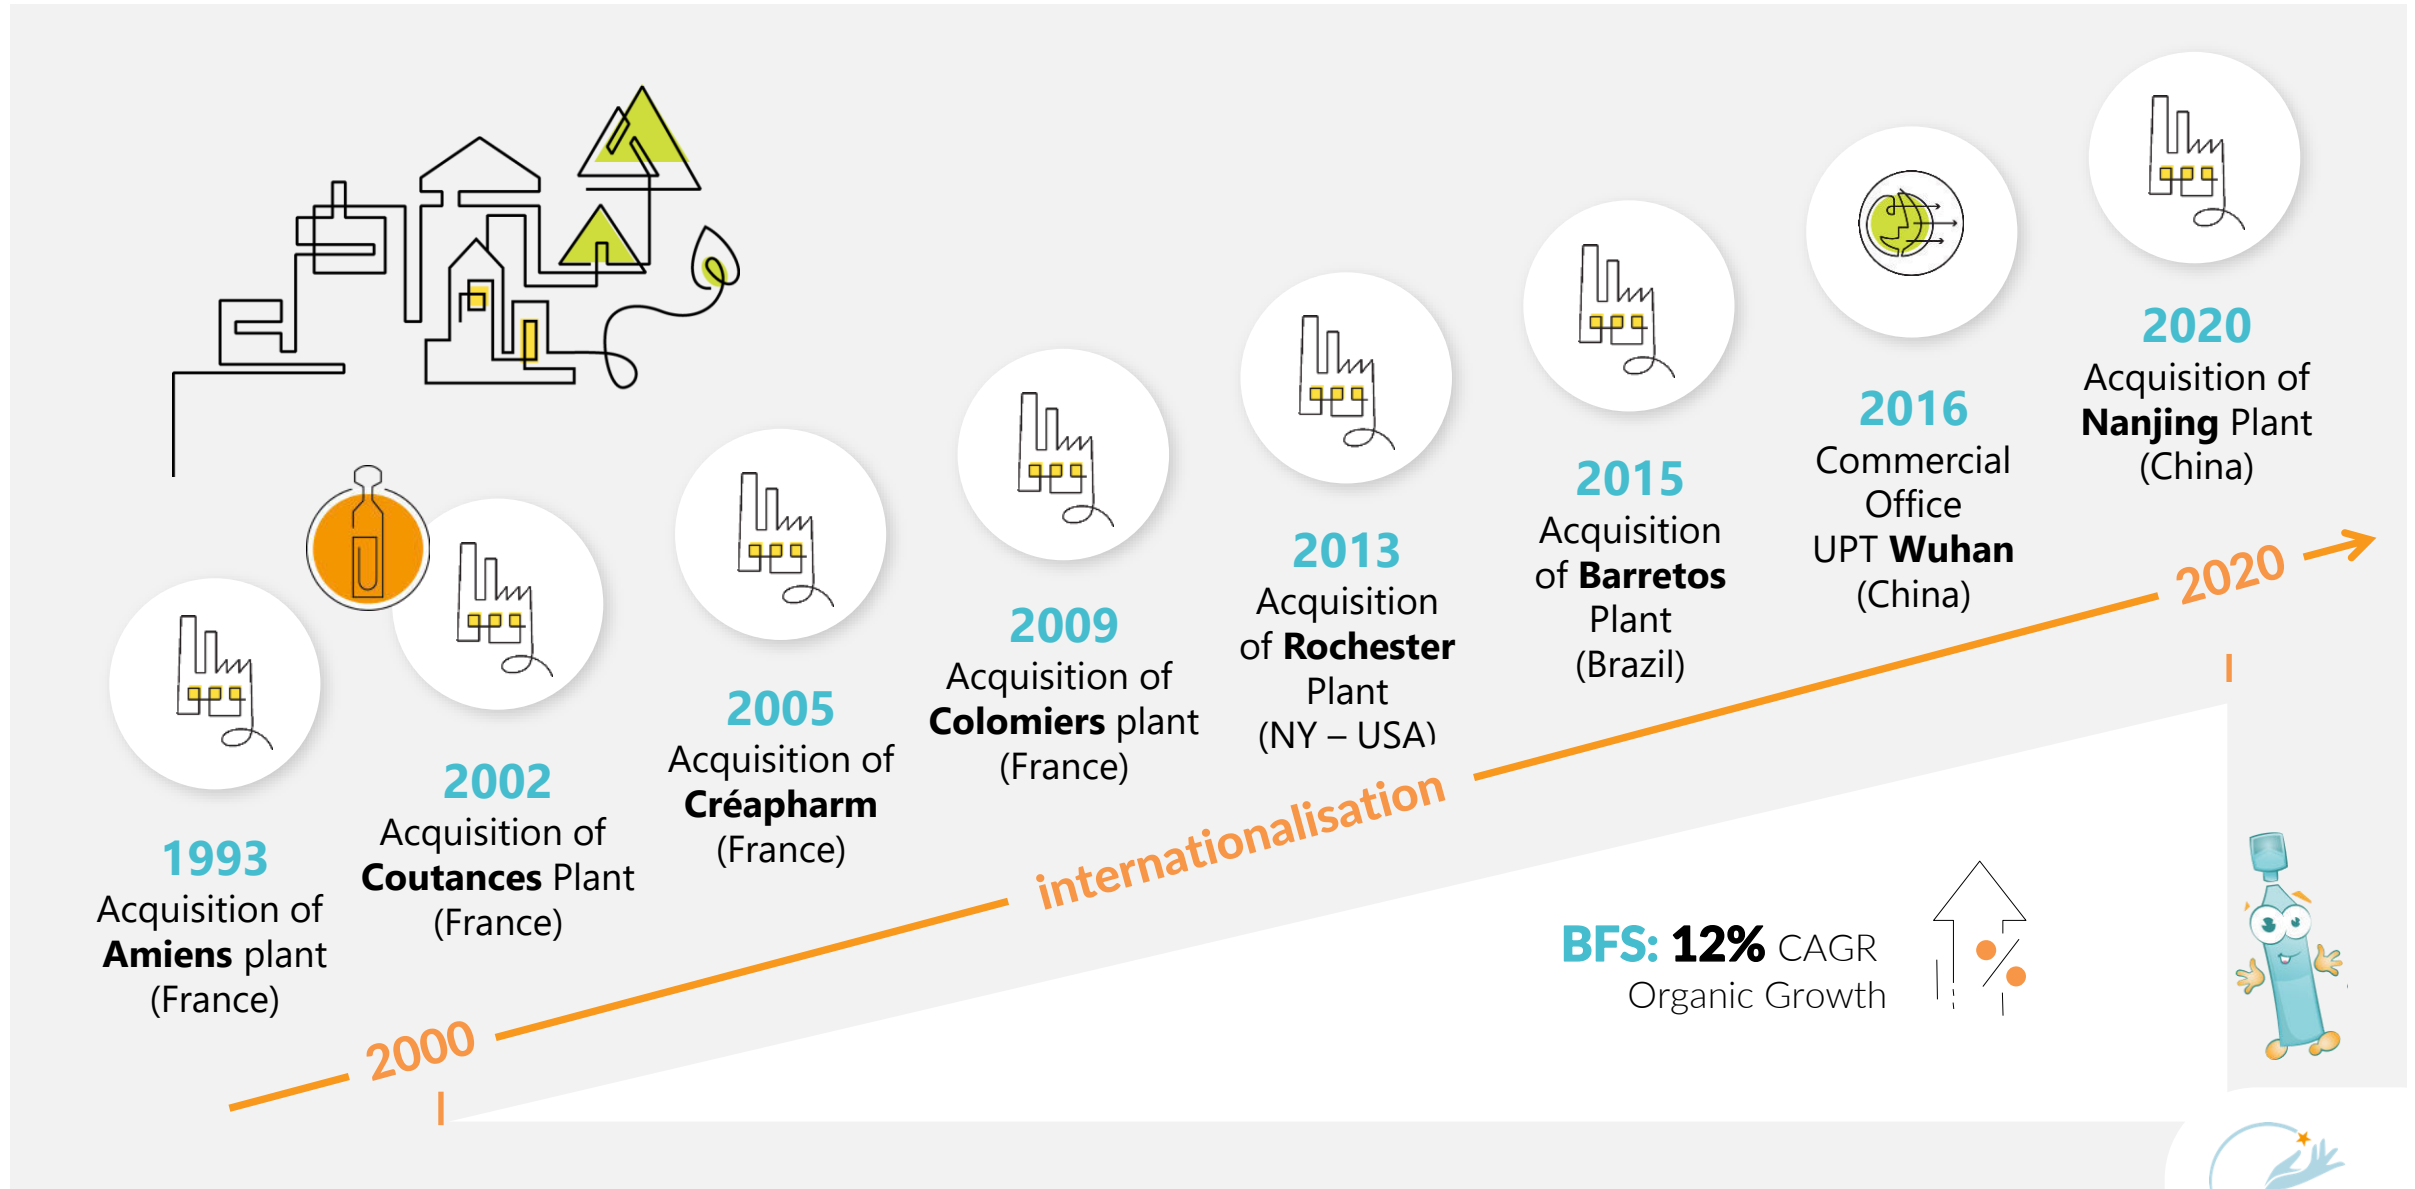 1993
Acquisition of
Amiens plant
(France)
2002
Acquisition of
Coutances Plant
(France)
2005
Acquisition of
Créapharm
(France)
2009
Acquisition of
Colomiers plant
(France)
2013
Acquisition
of Rochester
Plant
(NY – USA)
2015
Acquisition
of Barretos
Plant
(Brazil)
2016
Commercial
Office
UPT Wuhan
(China)
2020
Acquisition of
Nanjing Plant
(China)
2000
internationalisation
2020
BFS: 12% CAGR
Organic Growth